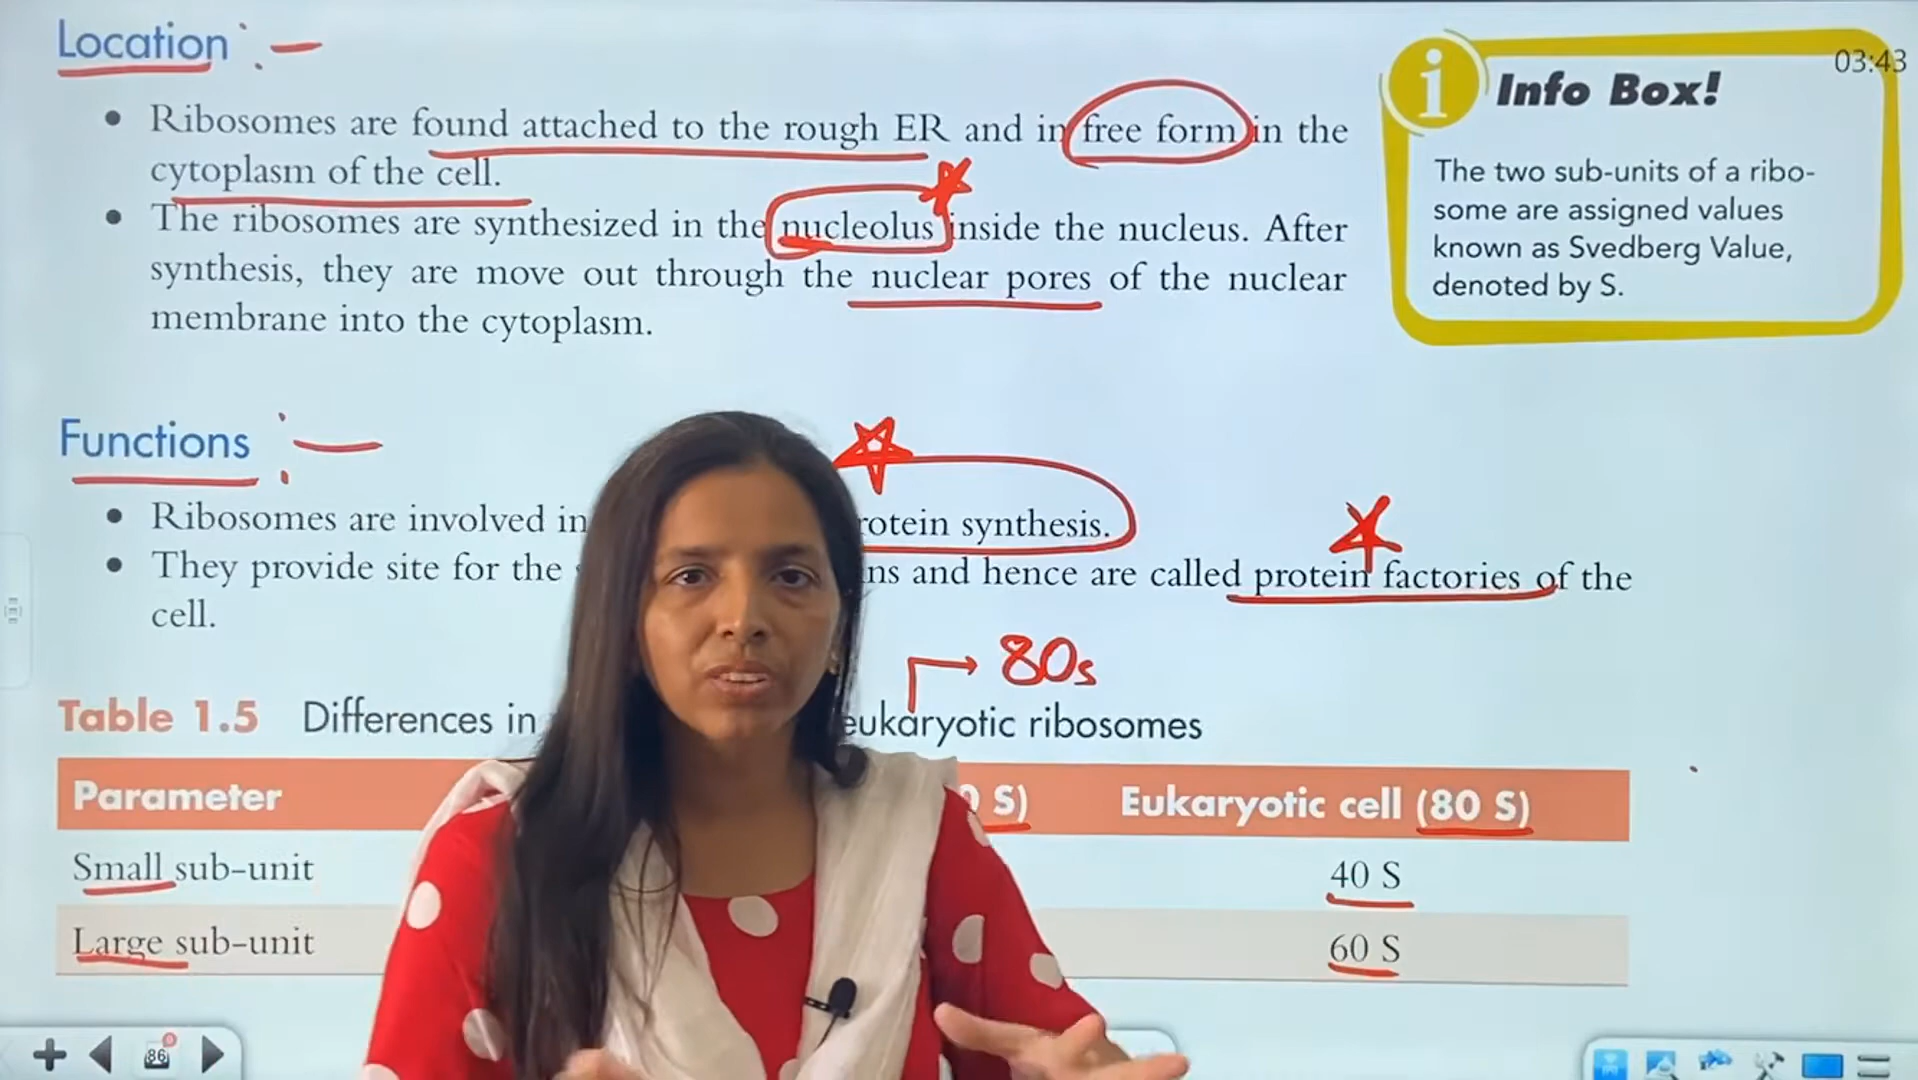 Location :-
03:43
Info Box!
• Ribosomes are found attached to the rough ER and in free form in the
cytoplasm of the cell.
• The ribosomes are synthesized in the nucleolus inside the nucleus. After
synthesis, they are move out through the nuclear pores of the nuclear
membrane into the cytoplasm.
The two sub-units of a ribo-
some are assigned values
known as Svedberg Value,
denoted by S.
Functions :-
• Ribosomes are involved in rotein synthesis.
• They provide site for the ns and hence are called protein factories of the
cell.
80s
Table 1.5 Differences in eukaryotic ribosomes
Parameter S) Eukaryotic cell (80 S)
Small sub-unit 40 S
Large sub-unit 60 S
86